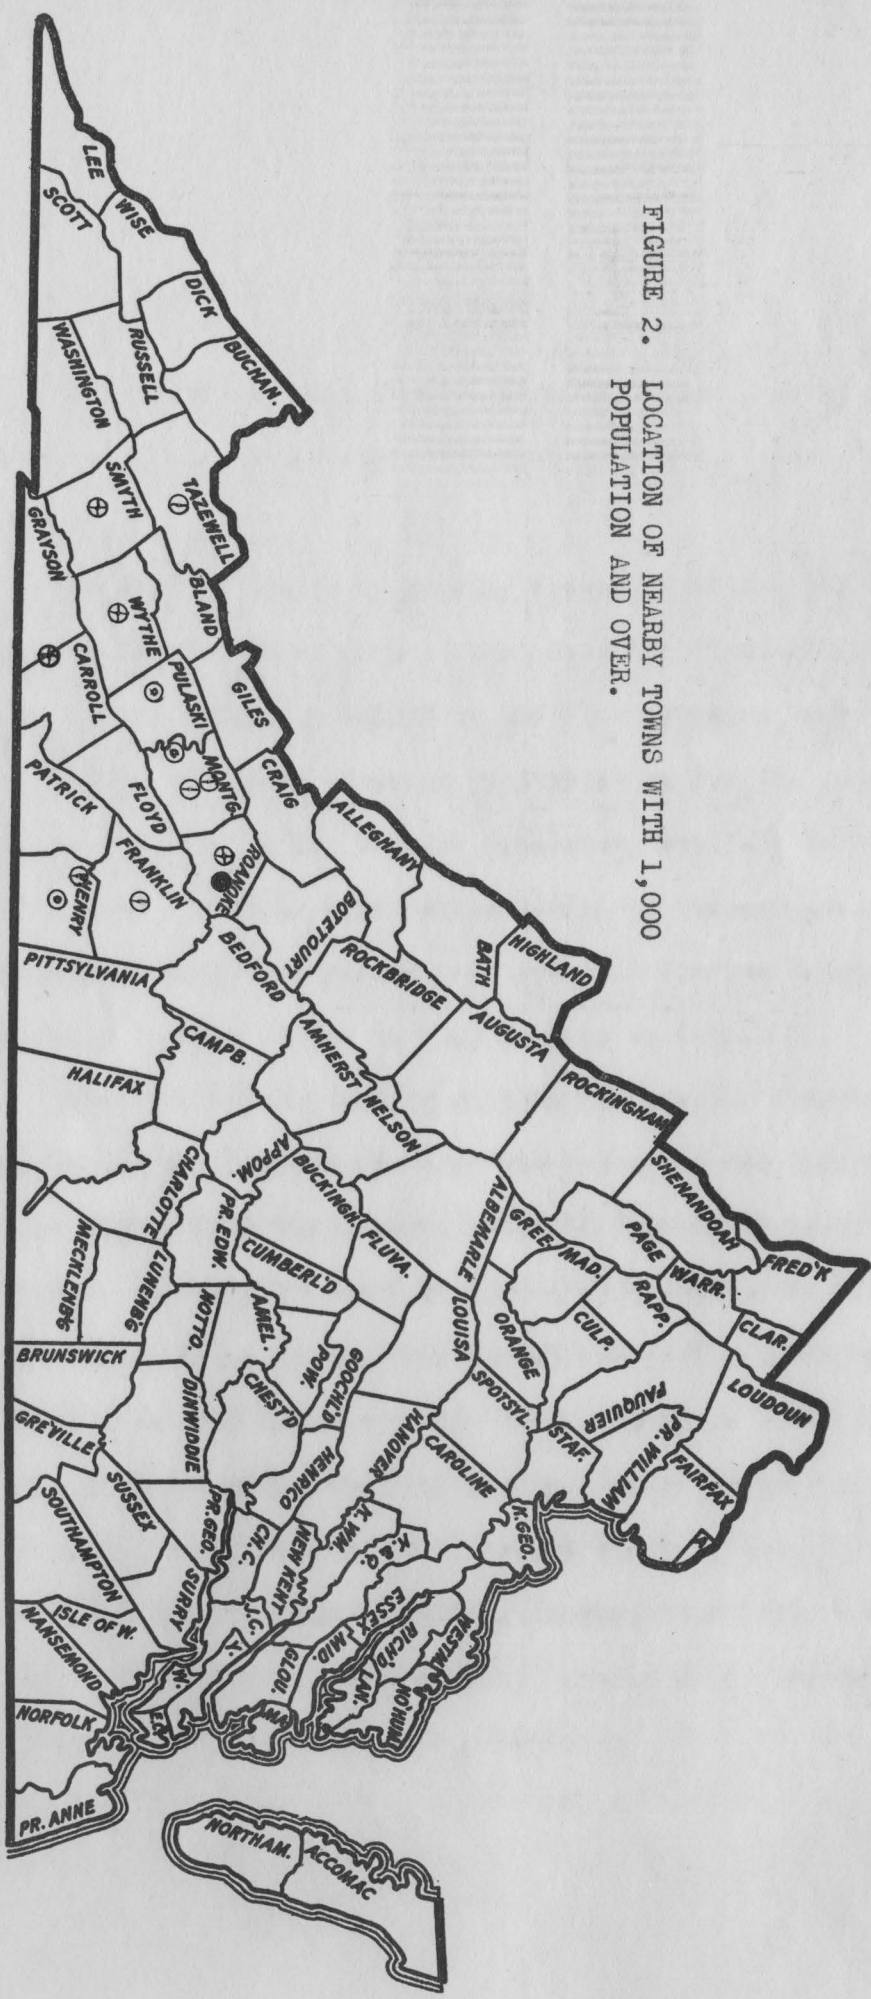 FIGURE 2. LOCATION OF NEARBY TOWNS WITH 1,000
POPULATION AND OVER.
LEE
SCOTT
WISE
DICK
BUCHAN.
RUSSELL
WASHINGTON
TAZEWELL
SMYTH
GRAYSON
BLAND
WYTHE
CARROLL
GILES
PULASKI
MONTG.
CRAIG
FLOYD
PATRICK
ROANOKE
FRANKLIN
HENRY
ALLEGHANY
BOTETOURT
BEDFORD
PITTSYLVANIA
HIGHLAND
BATH
ROCKBRIDGE
AUGUSTA
AMHERST
CAMPB.
HALIFAX
ROCKINGHAM
NELSON
APPOM.
CHARLOTTE
BUCKINGH.
SHENANDOAH
PAGE
GREE.
ALBEMARLE
FLUVA.
CUMBERL'D
PR. EDW.
LUNENB'G
MECKLENB'G
FRED'K
WARR.
CLAR.
RAPP.
MAD.
CULP.
ORANGE
LOUISA
GOOCHL'D
POW.
AMEL.
NOTTO.
BRUNSWICK
LOUDOUN
FAUQUIER
PR. WILLIAM
FAIRFAX
A.
STAF.
SPOTSYL.
CAROLINE
HANOVER
HENRICO
CHEST'D
DINWIDDIE
GREVILLE
SUSSEX
SOUTHAMPTON
PR. GEO.
SURRY
ISLE OF W.
NANSEMOND
NORFOLK
PR. ANNE
K. GEO.
WESTM.
RICH'D
ESSEX
NO'HUM.
LAN.
MID.
K. & Q.
K. WM.
NEW KENT
CH. C.
J. C.
Y.
W.
GLOU.
MA.
NORTHAM.
ACCOMAC